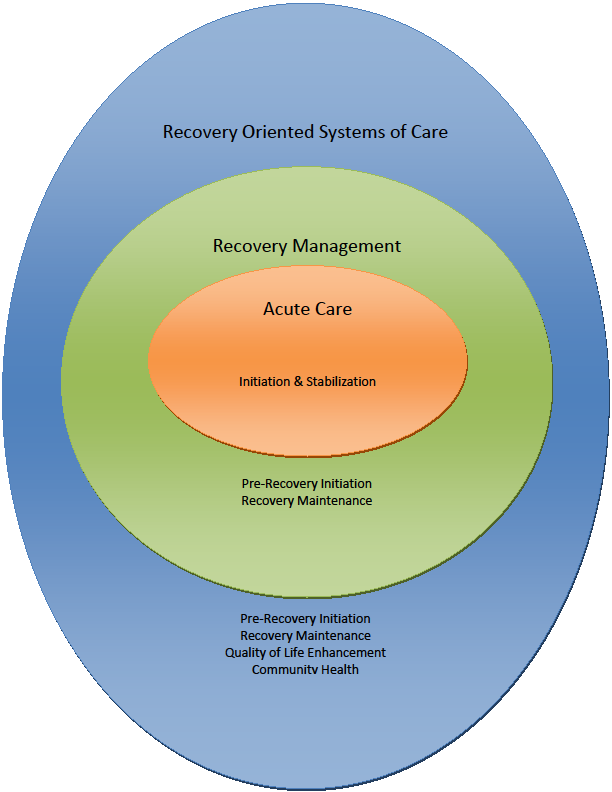 Recovery Oriented Systems of Care
Recovery Management
Acute Care
Initiation & Stabilization
Pre-Recovery Initiation
Recovery Maintenance
Pre-Recovery Initiation
Recovery Maintenance
Quality of Life Enhancement
Community Health